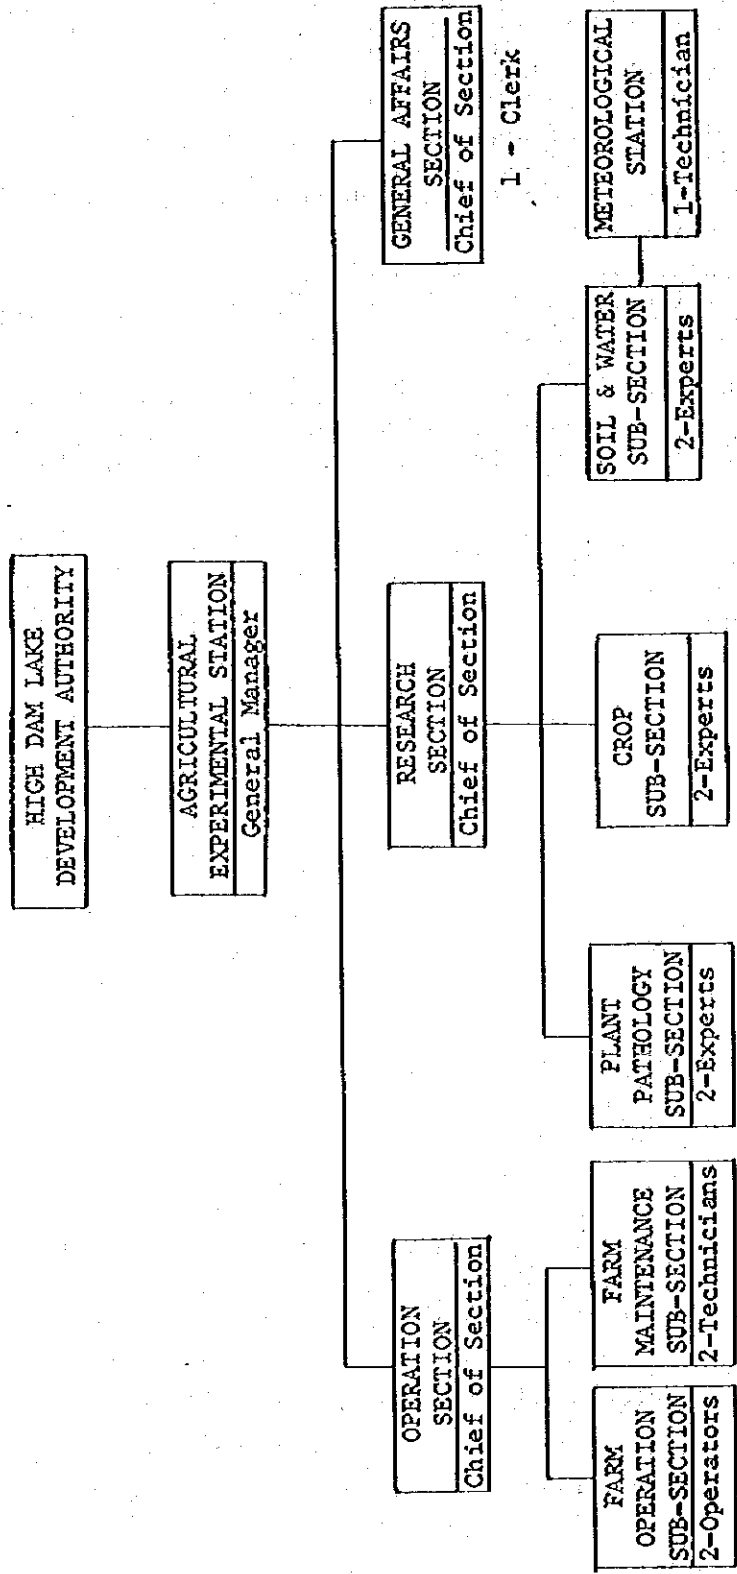 HIGH DAM LAKE
DEVELOPMENT AUTHORITY
AGRICULTURAL
EXPERIMENTAL STATION
General Manager
OPERATION
SECTION
Chief of Section
RESEARCH
SECTION
Chief of Section
GENERAL AFFAIRS
SECTION
Chief of Section
1 - Clerk
FARM
OPERATION
SUB-SECTION
2-Operators
FARM
MAINTENANCE
SUB-SECTION
2-Technicians
PLANT
PATHOLOGY
SUB-SECTION
2-Experts
CROP
SUB-SECTION
2-Experts
SOIL & WATER
SUB-SECTION
2-Experts
METEOROLOGICAL
STATION
1-Technician